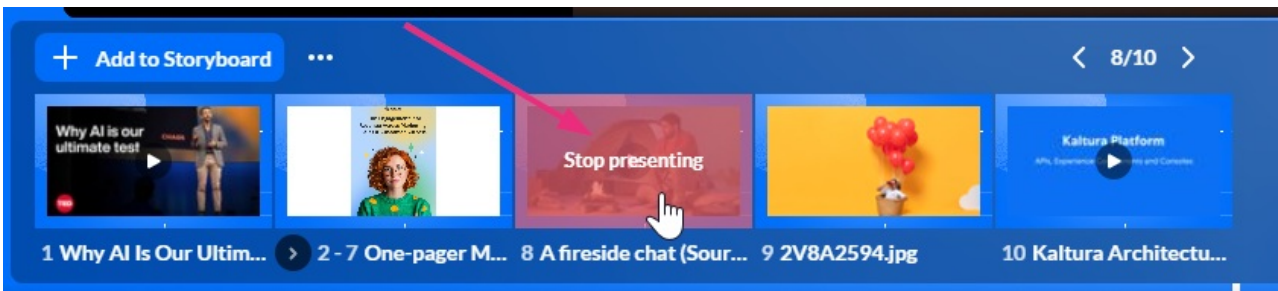 + Add to Storyboard ...
< 8/10 >
Why AI is our
ultimate test
TED
Stop presenting
Kaltura Platform
1 Why AI Is Our Ultim...
> 2 - 7 One-pager M...
8 A fireside chat (Sour...
9 2V8A2594.jpg
10 Kaltura Architectu...